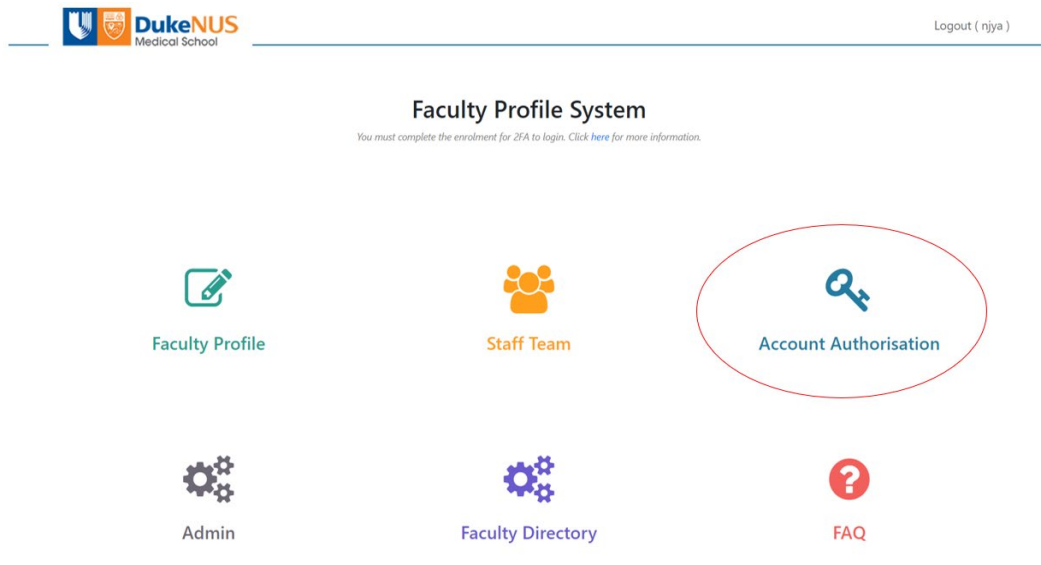 DukeNUS
Medical School
Logout ( njya )
Faculty Profile System
You must complete the enrolment for 2FA to login. Click here for more information.
Faculty Profile
Staff Team
Account Authorisation
Admin
Faculty Directory
FAQ